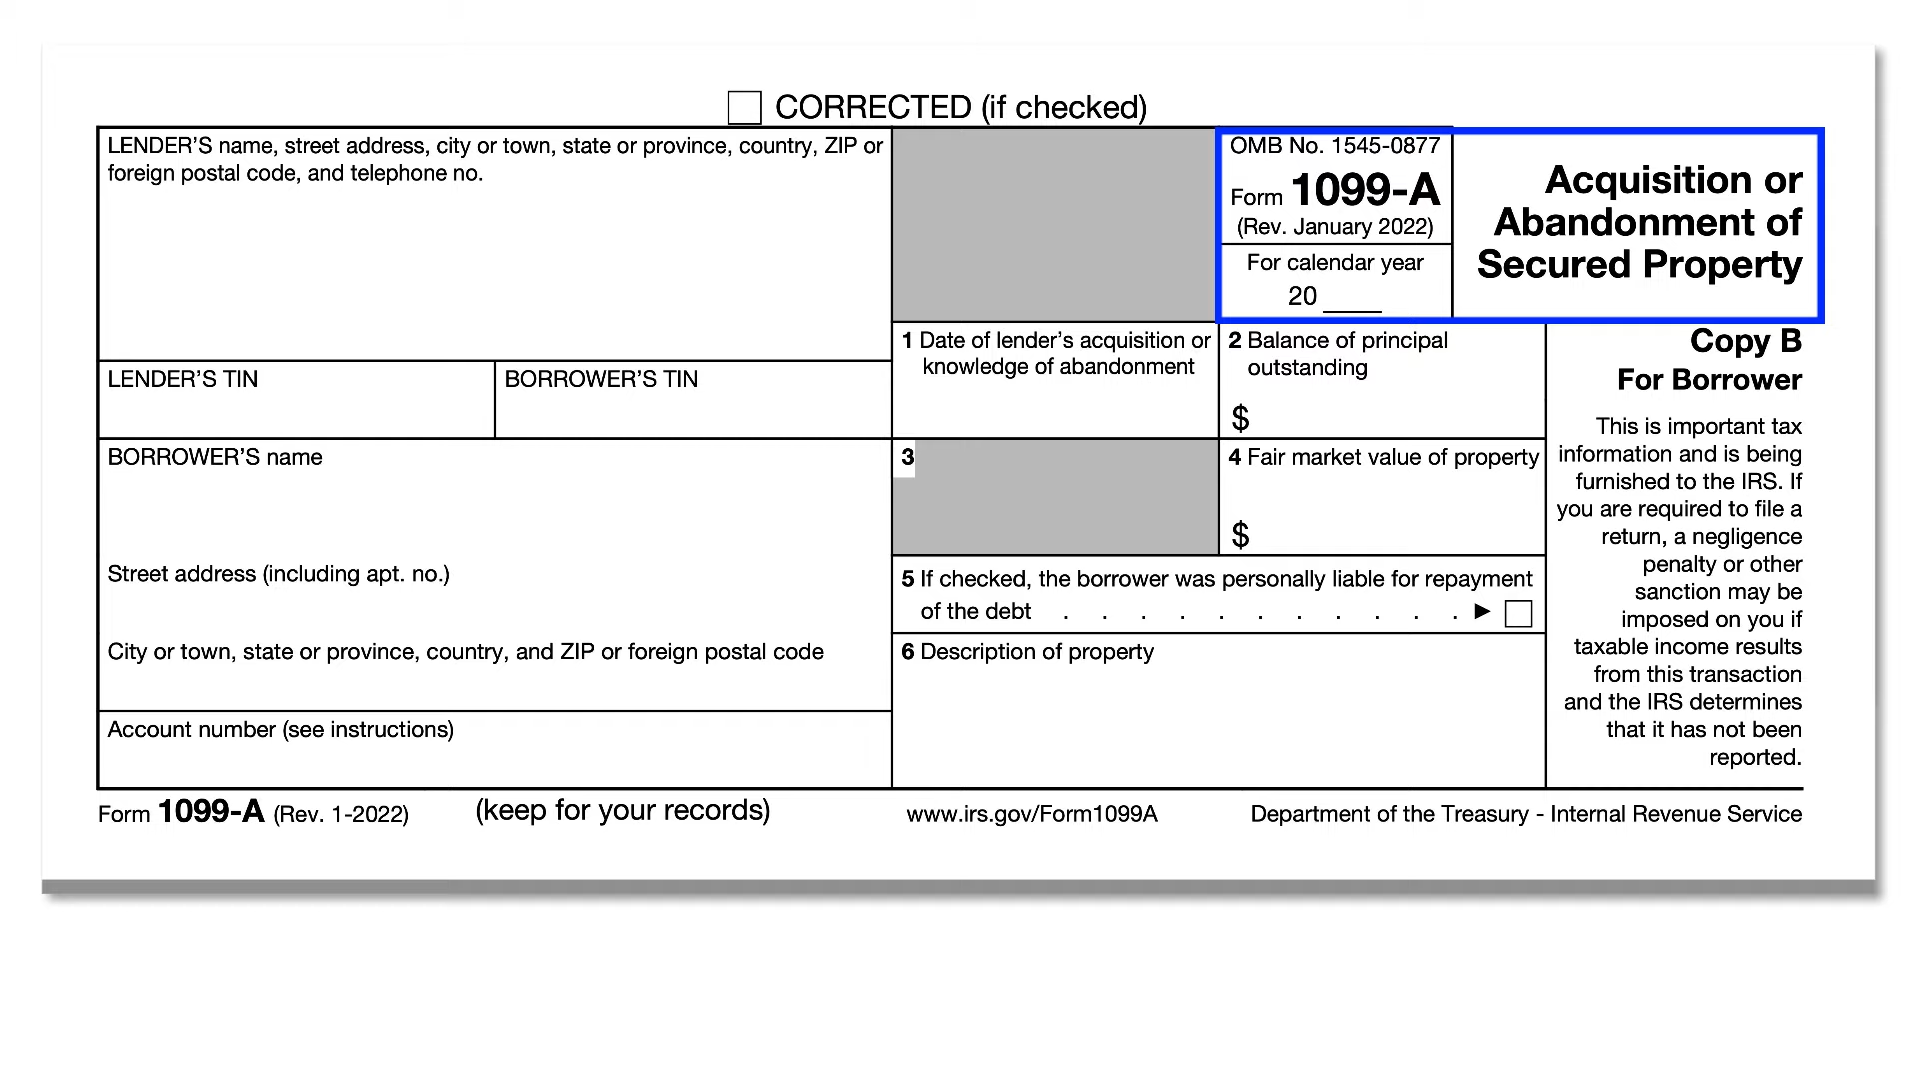 CORRECTED (if checked)
LENDER'S name, street address, city or town, state or province, country, ZIP or
foreign postal code, and telephone no.
OMB No. 1545-0877
Form 1099-A
(Rev. January 2022)
For calendar year
20 ____
Acquisition or
Abandonment of
Secured Property
1 Date of lender's acquisition or
knowledge of abandonment
2 Balance of principal
outstanding
$
Copy B
For Borrower
LENDER'S TIN
BORROWER'S TIN
BORROWER'S name
3
4 Fair market value of property
$
This is important tax
information and is being
furnished to the IRS. If
you are required to file a
return, a negligence
penalty or other
sanction may be
imposed on you if
taxable income results
from this transaction
and the IRS determines
that it has not been
reported.
Street address (including apt. no.)
5 If checked, the borrower was personally liable for repayment
of the debt . . . . . . . . . . . ▶
City or town, state or province, country, and ZIP or foreign postal code
6 Description of property
Account number (see instructions)
Form 1099-A (Rev. 1-2022)
(keep for your records)
www.irs.gov/Form1099A
Department of the Treasury - Internal Revenue Service